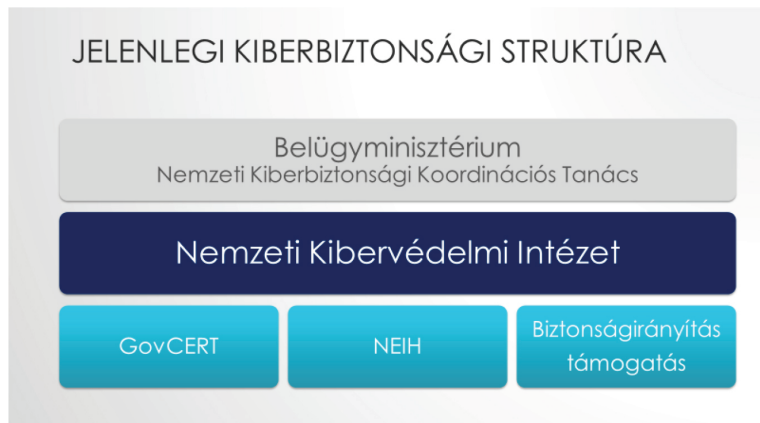 JELENLEGI KIBERBIZTONSÁGI STRUKTÚRA
Belügyminisztérium
Nemzeti Kiberbiztonsági Koordinációs Tanács
Nemzeti Kibervédelmi Intézet
GovCERT
NEIH
Biztonságirányítás
támogatás